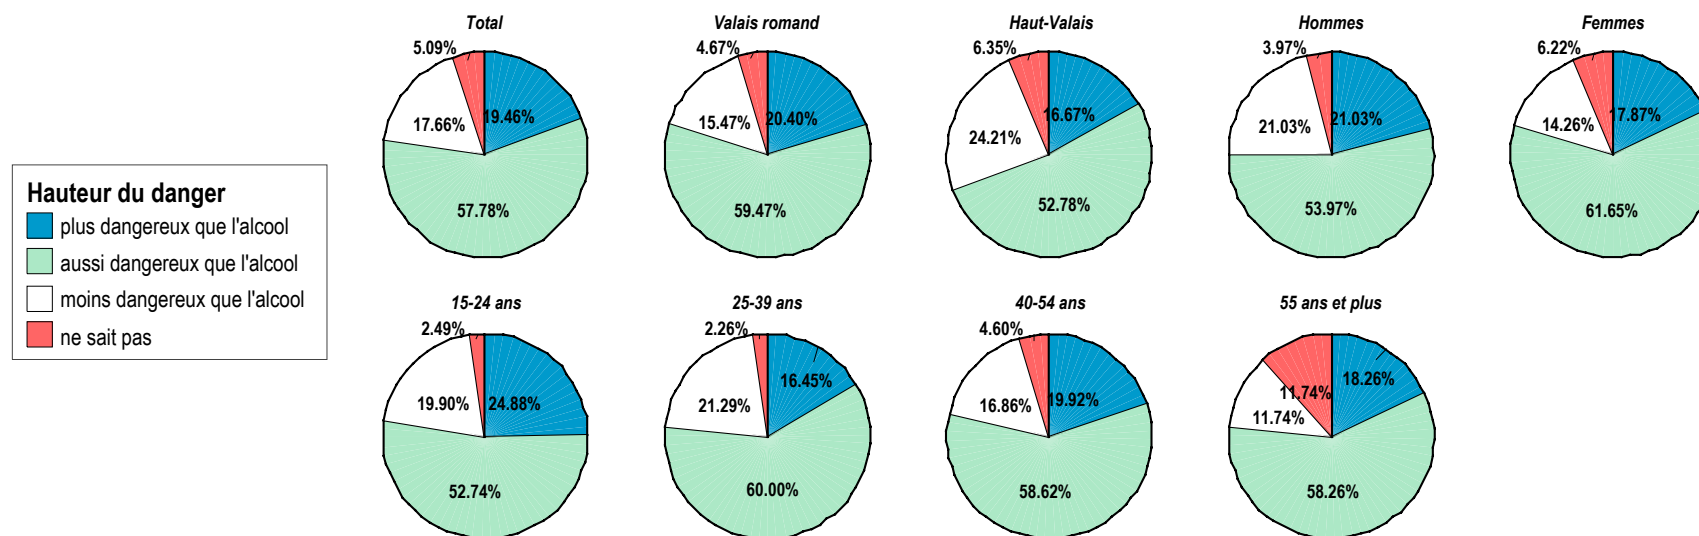 Total
5.09%
19.46%
17.66%
57.78%
Valais romand
4.67%
20.40%
15.47%
59.47%
Haut-Valais
6.35%
16.67%
24.21%
52.78%
Hommes
3.97%
21.03%
21.03%
53.97%
Femmes
6.22%
17.87%
14.26%
61.65%
Hauteur du danger
plus dangereux que l'alcool
aussi dangereux que l'alcool
moins dangereux que l'alcool
ne sait pas
15-24 ans
2.49%
24.88%
19.90%
52.74%
25-39 ans
2.26%
16.45%
21.29%
60.00%
40-54 ans
4.60%
19.92%
16.86%
58.62%
55 ans et plus
18.26%
11.74%
11.74%
58.26%